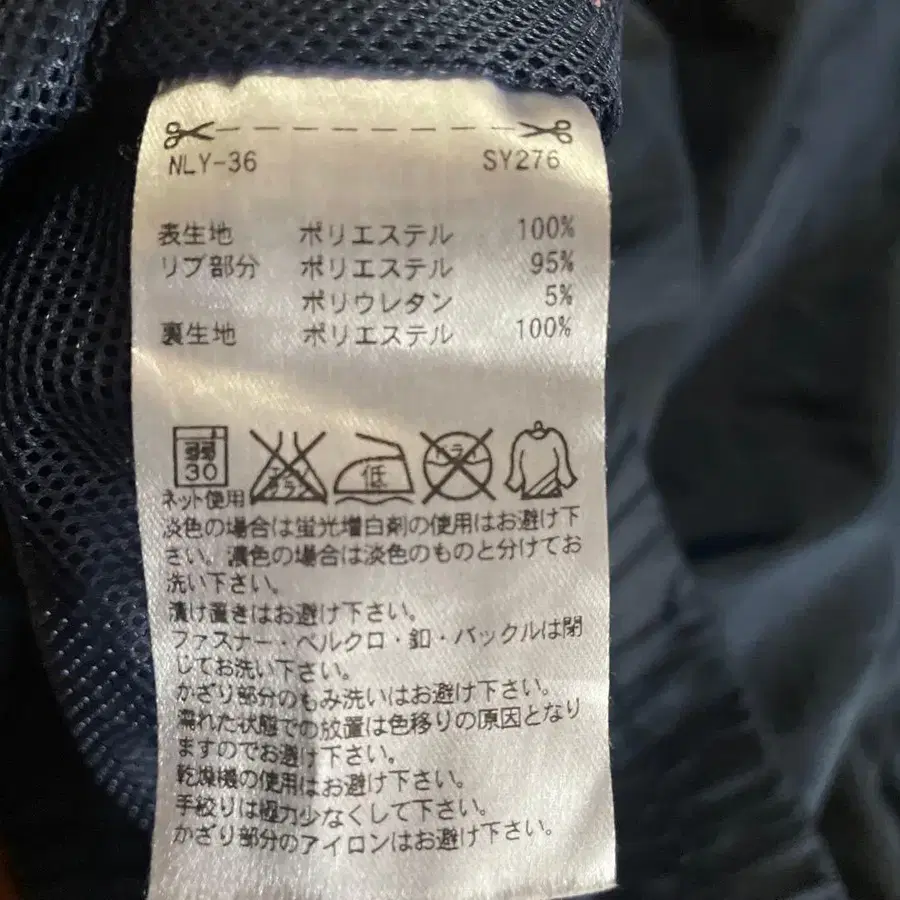 NLY-36 SY276
表生地 ポリエステル 100%
リブ部分 ポリエステル 95%
ポリウレタン 5%
裏生地 ポリエステル 100%
弱 30 エンソ サラシ 低 ドライ
ネット使用
淡色の場合は蛍光増白剤の使用はお避け下
さい。濃色の場合は淡色のものと分けてお
洗い下さい。
漬け置きはお避け下さい。
ファスナー・ベルクロ・釦・バックルは閉
じてお洗い下さい。
かざり部分のもみ洗いはお避け下さい。
濡れた状態での放置は色移りの原因となり
ますのでお避け下さい。
乾燥機の使用はお避け下さい。
手絞りは極力少なくして下さい。
かざり部分のアイロンはお避け下さい。